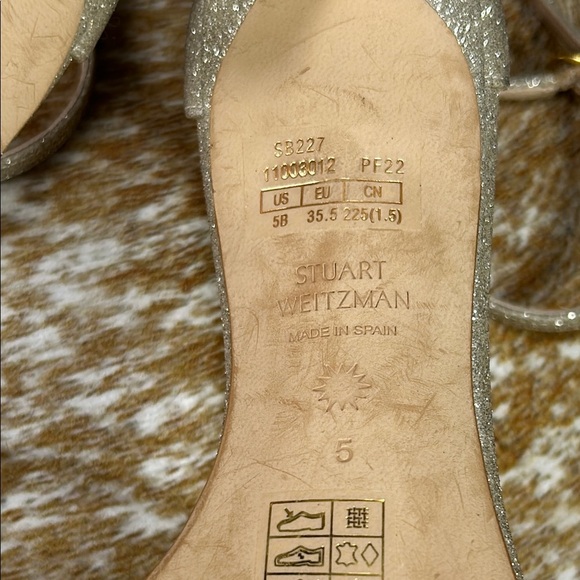 SB227
11003012 PF22
US EU CN
5B 35.5 225(1.5)
STUART
WEITZMAN
MADE IN SPAIN
5